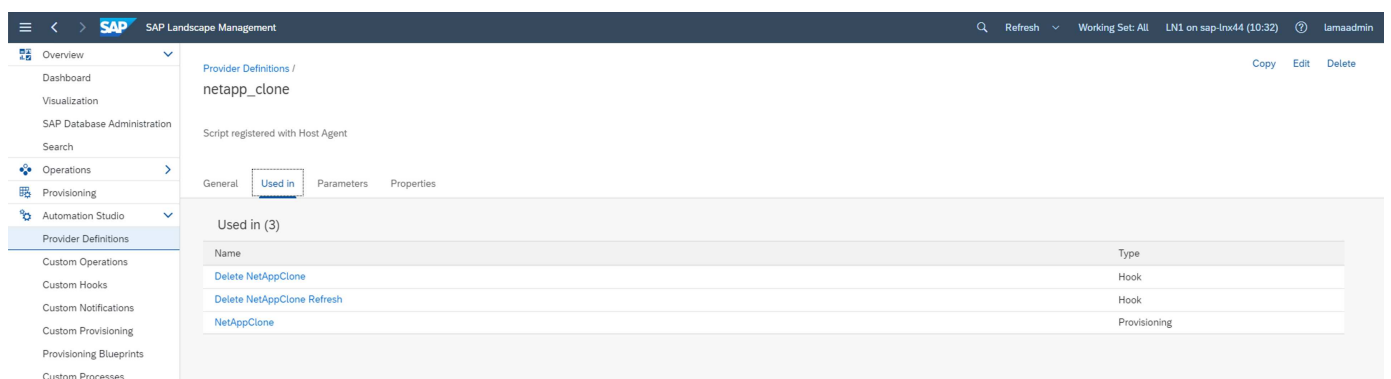 SAP SAP Landscape Management Refresh Working Set: All LN1 on sap-lnx44 (10:32) lamaadmin
Overview
Dashboard
Visualization
SAP Database Administration
Search
Operations
Provisioning
Automation Studio
Provider Definitions
Custom Operations
Custom Hooks
Custom Notifications
Custom Provisioning
Provisioning Blueprints
Custom Processes
Provider Definitions /
Copy Edit Delete
netapp_clone
Script registered with Host Agent
General Used in Parameters Properties
Used in (3)
Name Type
Delete NetAppClone Hook
Delete NetAppClone Refresh Hook
NetAppClone Provisioning